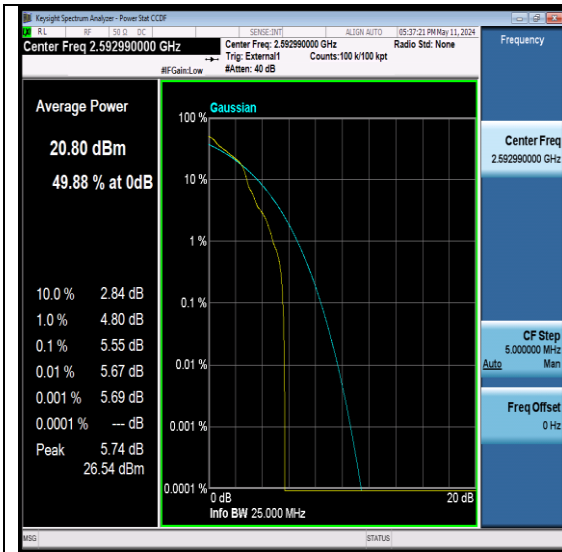 Keysight Spectrum Analyzer - Power Stat CCDF
RL RF 50 Ω DC SENSE:INT ALIGN AUTO 05:37:21 PM May 11, 2024
Center Freq 2.592990000 GHz
Center Freq: 2.592990000 GHz Radio Std: None
Trig: External1 Counts:100 k/100 kpt
#IFGain:Low #Atten: 40 dB
Frequency
Average Power
20.80 dBm
49.88 % at 0dB
10.0 % 2.84 dB
1.0 % 4.80 dB
0.1 % 5.55 dB
0.01 % 5.67 dB
0.001 % 5.69 dB
0.0001 % --- dB
Peak 5.74 dB
26.54 dBm
Gaussian
100 %
10 %
1 %
0.1 %
0.01 %
0.001 %
0.0001 %
0 dB 20 dB
Info BW 25.000 MHz
Center Freq
2.592990000 GHz
CF Step
5.000000 MHz
Auto Man
Freq Offset
0 Hz
MSG STATUS